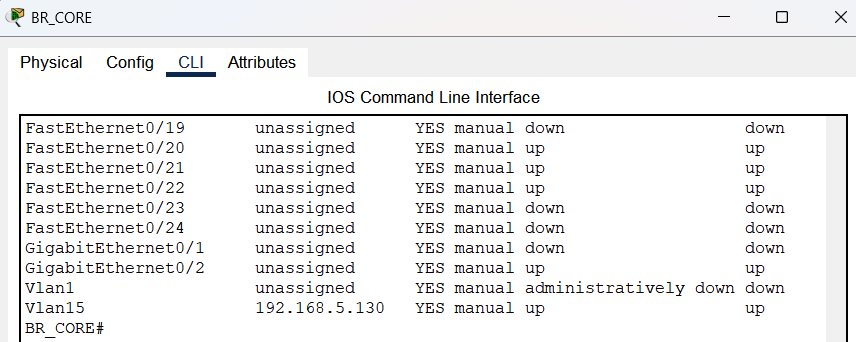 BR_CORE
Physical Config CLI Attributes
IOS Command Line Interface
FastEthernet0/19 unassigned YES manual down down
FastEthernet0/20 unassigned YES manual up up
FastEthernet0/21 unassigned YES manual up up
FastEthernet0/22 unassigned YES manual up up
FastEthernet0/23 unassigned YES manual down down
FastEthernet0/24 unassigned YES manual down down
GigabitEthernet0/1 unassigned YES manual down down
GigabitEthernet0/2 unassigned YES manual up up
Vlan1 unassigned YES manual administratively down down
Vlan15 192.168.5.130 YES manual up up
BR_CORE#